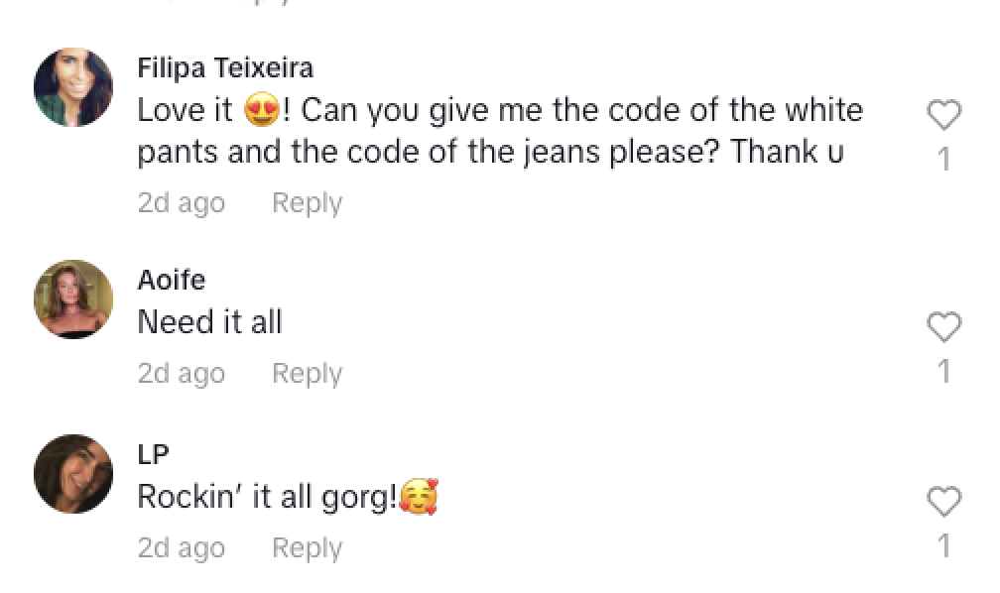 Filipa Teixeira
Love it 😍! Can you give me the code of the white
pants and the code of the jeans please? Thank u
1
2d ago Reply
Aoife
Need it all
1
2d ago Reply
LP
Rockin’ it all gorg!🥰
1
2d ago Reply